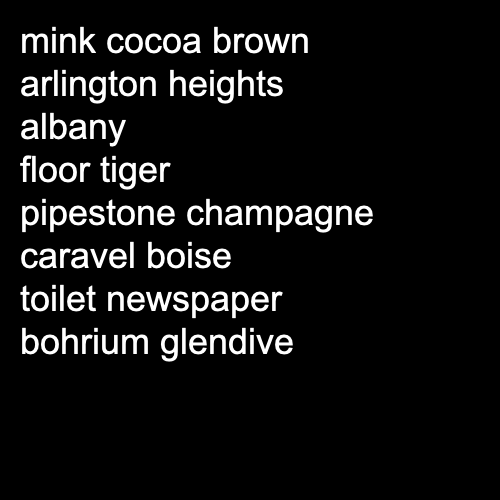 mink cocoa brown
arlington heights
albany
floor tiger
pipestone champagne
caravel boise
toilet newspaper
bohrium glendive